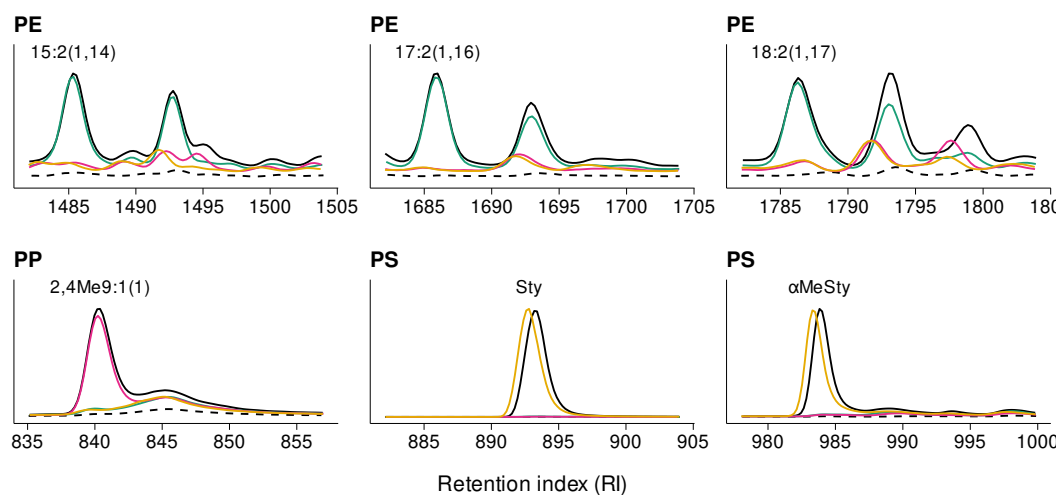 PE PE PE
15:2(1,14) 17:2(1,16) 18:2(1,17)
1485 1490 1495 1500 1505 1685 1690 1695 1700 1705 1785 1790 1795 1800 180
PP PS PS
2,4Me9:1(1) Sty αMeSty
835 840 845 850 855 885 890 895 900 905 980 985 990 995 1000
Retention index (RI)